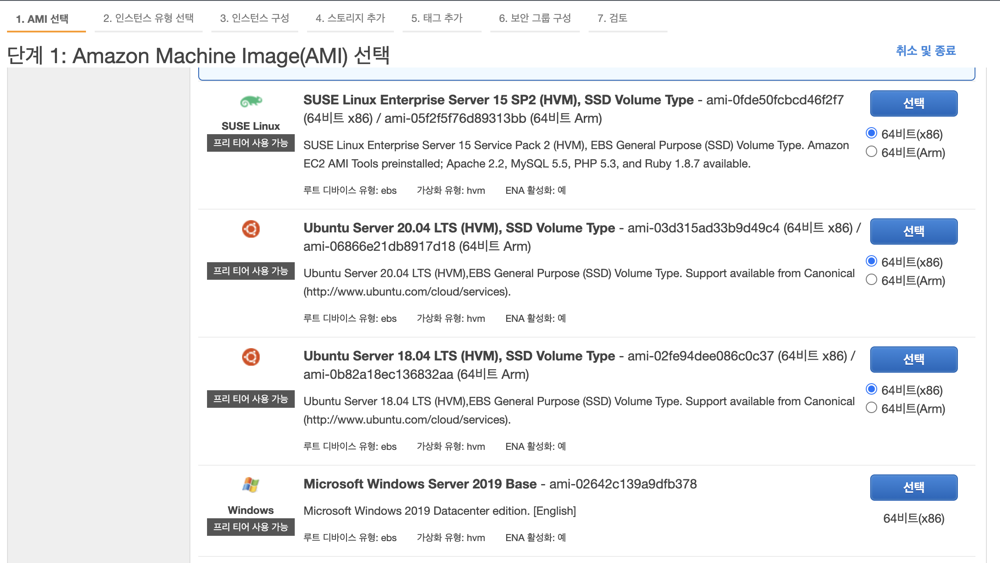 1. AMI 선택
2. 인스턴스 유형 선택
3. 인스턴스 구성
4. 스토리지 추가
5. 태그 추가
6. 보안 그룹 구성
7. 검토
단계 1: Amazon Machine Image(AMI) 선택
취소 및 종료
SUSE Linux
프리 티어 사용 가능
SUSE Linux Enterprise Server 15 SP2 (HVM), SSD Volume Type - ami-0fde50fcbcd46f2f7
(64비트 x86) / ami-05f2f5f76d89313bb (64비트 Arm)
SUSE Linux Enterprise Server 15 Service Pack 2 (HVM), EBS General Purpose (SSD) Volume Type. Amazon
EC2 AMI Tools preinstalled; Apache 2.2, MySQL 5.5, PHP 5.3, and Ruby 1.8.7 available.
루트 디바이스 유형: ebs 가상화 유형: hvm ENA 활성화: 예
선택
64비트(x86)
64비트(Arm)
프리 티어 사용 가능
Ubuntu Server 20.04 LTS (HVM), SSD Volume Type - ami-03d315ad33b9d49c4 (64비트 x86) /
ami-06866e21db8917d18 (64비트 Arm)
Ubuntu Server 20.04 LTS (HVM),EBS General Purpose (SSD) Volume Type. Support available from Canonical
(http://www.ubuntu.com/cloud/services).
루트 디바이스 유형: ebs 가상화 유형: hvm ENA 활성화: 예
선택
64비트(x86)
64비트(Arm)
프리 티어 사용 가능
Ubuntu Server 18.04 LTS (HVM), SSD Volume Type - ami-02fe94dee086c0c37 (64비트 x86) /
ami-0b82a18ec136832aa (64비트 Arm)
Ubuntu Server 18.04 LTS (HVM),EBS General Purpose (SSD) Volume Type. Support available from Canonical
(http://www.ubuntu.com/cloud/services).
루트 디바이스 유형: ebs 가상화 유형: hvm ENA 활성화: 예
선택
64비트(x86)
64비트(Arm)
Windows
프리 티어 사용 가능
Microsoft Windows Server 2019 Base - ami-02642c139a9dfb378
Microsoft Windows 2019 Datacenter edition. [English]
루트 디바이스 유형: ebs 가상화 유형: hvm ENA 활성화: 예
선택
64비트(x86)